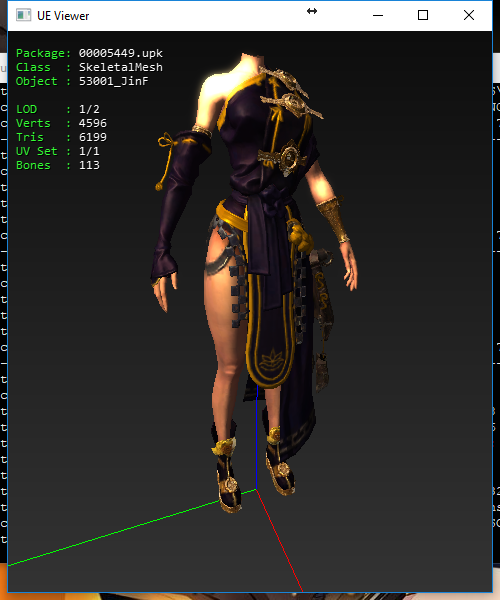 UE Viewer
Package: 00005449.upk
Class  : SkeletalMesh
Object : 53001_JinF
LOD    : 1/2
Verts  : 4596
Tris   : 6199
UV Set : 1/1
Bones  : 113